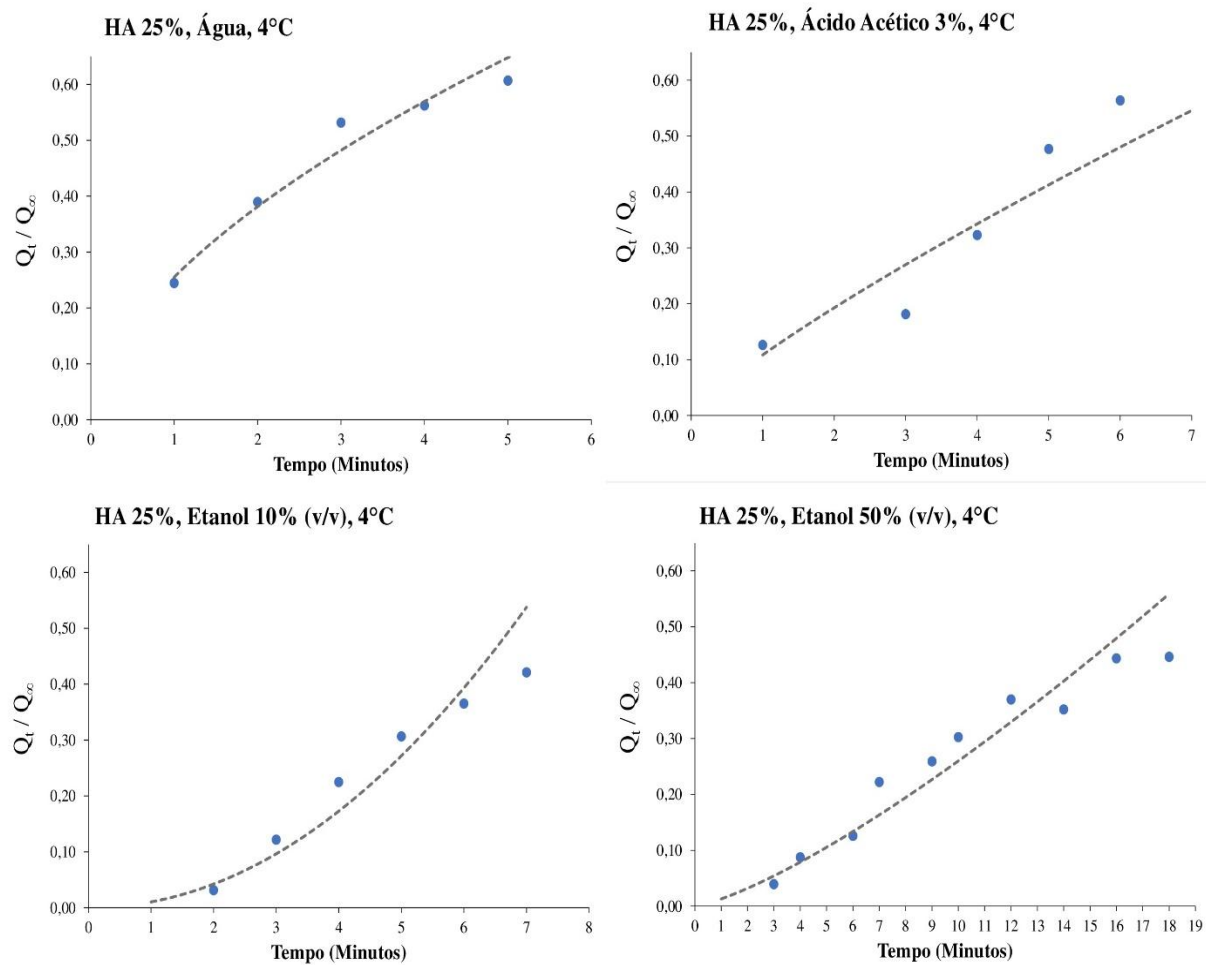 HA 25%, Água, 4°C
0,60
0,50
0,40
0,30
0,20
0,10
0,00
Qt / Q∞
0 1 2 3 4 5 6
Tempo (Minutos)
HA 25%, Ácido Acético 3%, 4°C
0,60
0,50
0,40
0,30
0,20
0,10
0,00
Qt / Q∞
0 1 3 4 5 6 7
Tempo (Minutos)
HA 25%, Etanol 10% (v/v), 4°C
0,60
0,50
0,40
0,30
0,20
0,10
0,00
Qt / Q∞
0 1 2 3 4 5 6 7 8
Tempo (Minutos)
HA 25%, Etanol 50% (v/v), 4°C
0,60
0,50
0,40
0,30
0,20
0,10
0,00
Qt / Q∞
0 1 2 3 4 5 6 7 8 9 10 11 12 13 14 15 16 17 18 19
Tempo (Minutos)